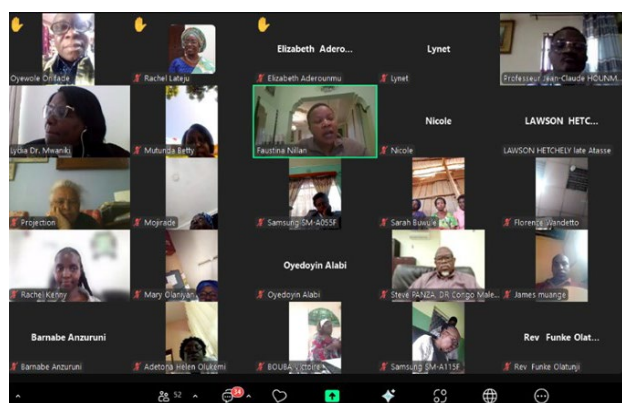 Elizabeth Adero...
Lynet
Oyewole Onifade
Rachel Lateju
Elizabeth Aderounmu
Lynet
Professeur Jean-Claude HOUNM...
Nicole
LAWSON HETC...
Lydia Dr. Mwaniki
Mutunda Betty
Faustina Nillan
Nicole
LAWSON HETCHELY late Atasse
Projection
Mojirade
Samsung SM-A055F
Sarah Buwule
Florence Wandetto
Oyedoyin Alabi
Rachel Kenny
Mary Olaniyan
Oyedoyin Alabi
Steve PANZA, DR Congo Male...
James muange
Barnabe Anzuruni
Rev Funke Olat...
Barnabe Anzuruni
Adetona Helen Olukemi
BOUBA Victoire
Samsung SM-A115F
Rev Funke Olatunji
52
34